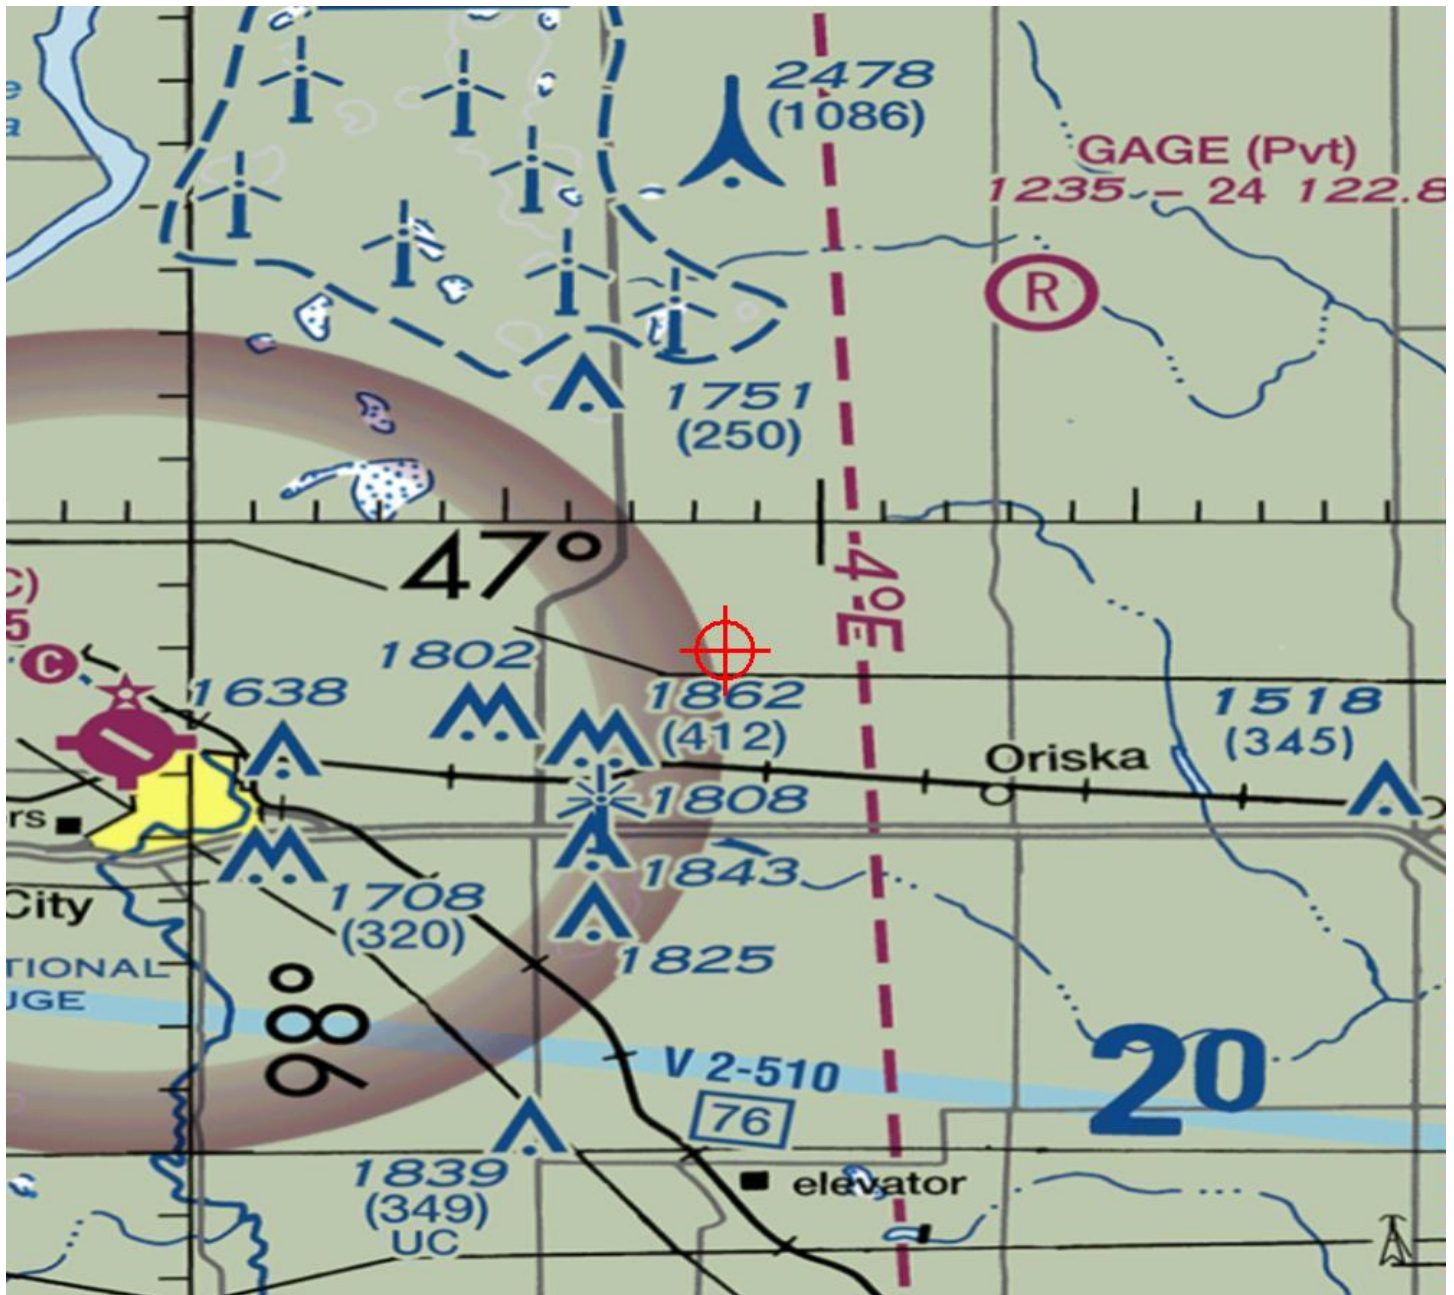 2478
(1086)
e
a
GAGE (Pvt)
1235 - 24 122.8
R
1751
(250)
47°
C)
5
C
4°E
1802
1638
1862
(412)
1518
(345)
Oriska
1808
rs
1843
1708
(320)
City
1825
TIONAL
UGE
98°
V 2-510
76
20
1839
(349)
UC
elevator